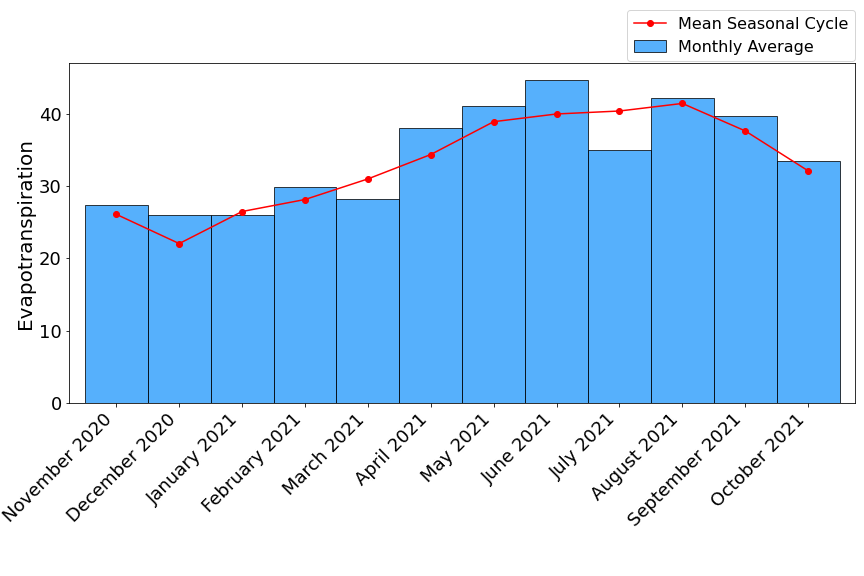 Mean Seasonal Cycle
Monthly Average
Evapotranspiration
40
30
20
10
0
November 2020
December 2020
January 2021
February 2021
March 2021
April 2021
May 2021
June 2021
July 2021
August 2021
September 2021
October 2021